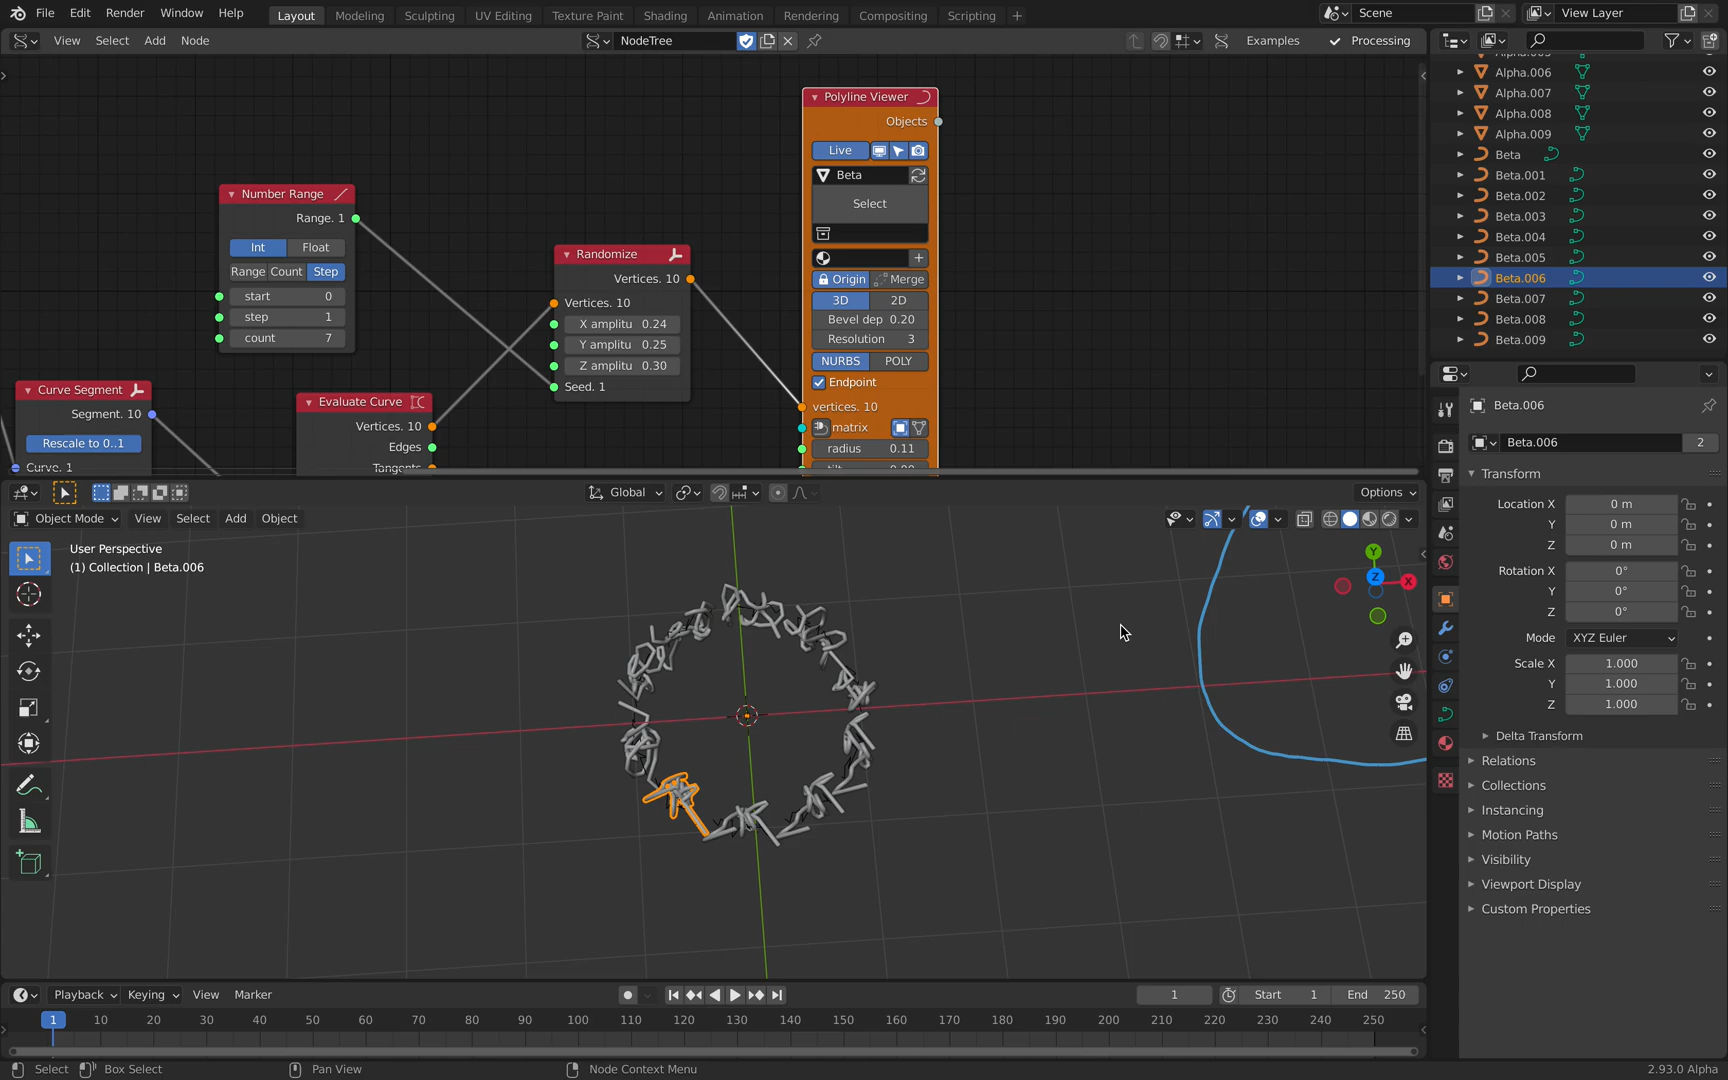 File Edit Render Window Help Layout Modeling Sculpting UV Editing Texture Paint Shading Animation Rendering Compositing Scripting + Scene View Layer
View Select Add Node NodeTree Examples Processing
Polyline Viewer
Objects
Live
Beta
Select
Origin Merge
3D 2D
Bevel dep 0.20
Resolution 3
NURBS POLY
Endpoint
vertices. 10
matrix
radius 0.11
Number Range
Range. 1
Int Float
Range Count Step
start 0
step 1
count 7
Randomize
Vertices. 10
Vertices. 10
X amplitu 0.24
Y amplitu 0.25
Z amplitu 0.30
Seed. 1
Curve Segment
Segment. 10
Rescale to 0..1
Curve. 1
Evaluate Curve
Vertices. 10
Edges
Tangents
Alpha.006
Alpha.007
Alpha.008
Alpha.009
Beta
Beta.001
Beta.002
Beta.003
Beta.004
Beta.005
Beta.006
Beta.007
Beta.008
Beta.009
Beta.006
Beta.006 2
Transform
Location X 0 m
Y 0 m
Z 0 m
Rotation X 0°
Y 0°
Z 0°
Mode XYZ Euler
Scale X 1.000
Y 1.000
Z 1.000
Delta Transform
Relations
Collections
Instancing
Motion Paths
Visibility
Viewport Display
Custom Properties
Global Options
Object Mode View Select Add Object
User Perspective
(1) Collection | Beta.006
Y
Z
X
Playback Keying View Marker 1 Start 1 End 250
1 10 20 30 40 50 60 70 80 90 100 110 120 130 140 150 160 170 180 190 200 210 220 230 240 250
Select Box Select Pan View Node Context Menu 2.93.0 Alpha